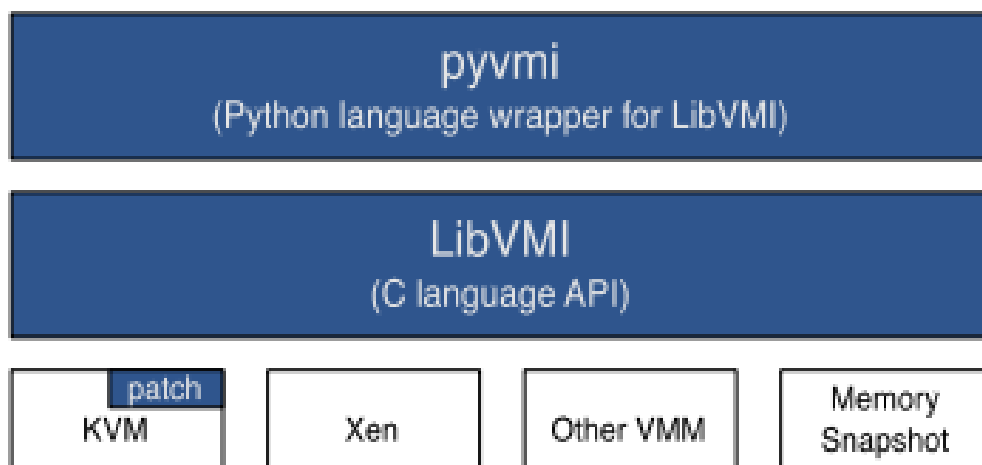 pyvmi
(Python language wrapper for LibVMI)
LibVMI
(C language API)
patch
KVM
Xen
Other VMM
Memory
Snapshot